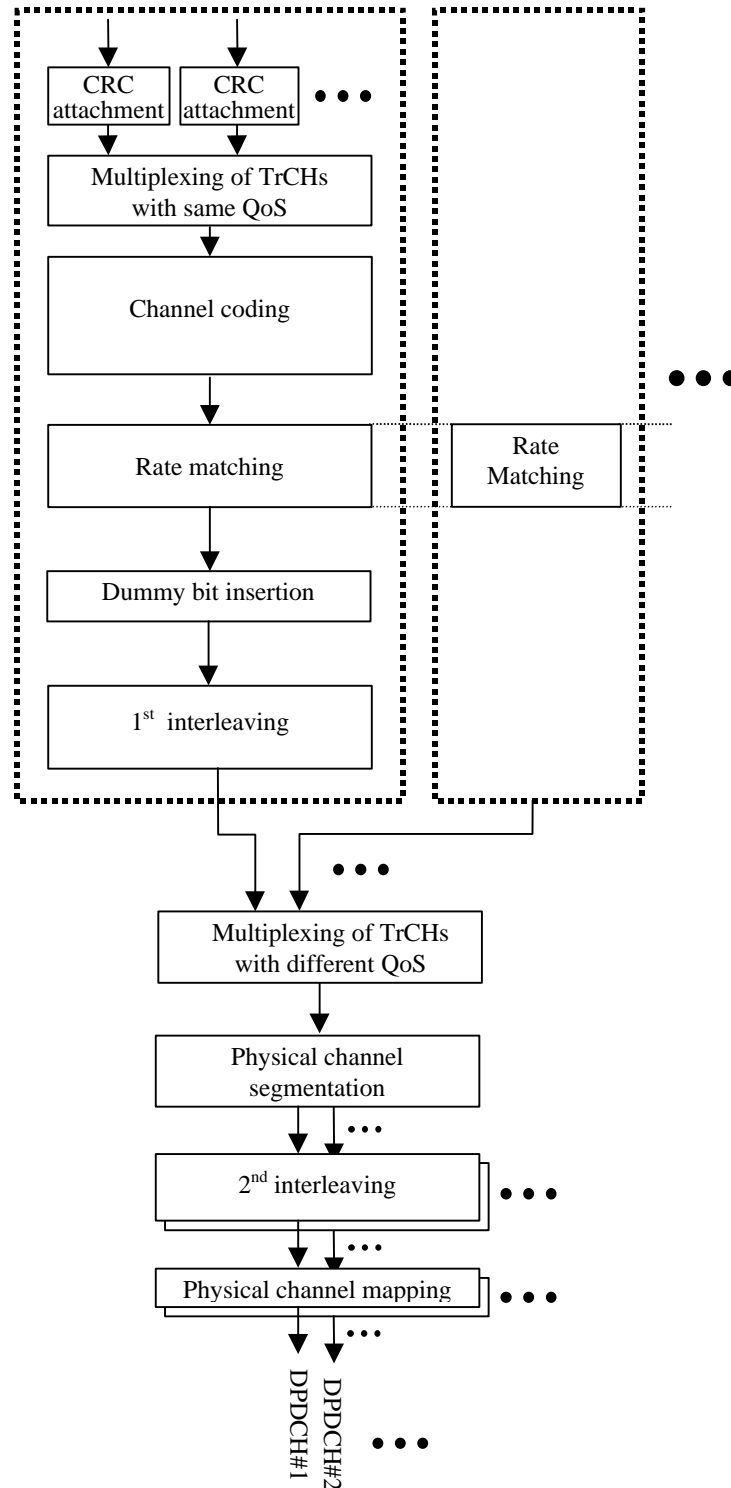 CRC
attachment
CRC
attachment
Multiplexing of TrCHs
with same QoS
Channel coding
Rate matching
Rate
Matching
Dummy bit insertion
1st interleaving
Multiplexing of TrCHs
with different QoS
Physical channel
segmentation
2nd interleaving
Physical channel mapping
DPDCH#1
DPDCH#2